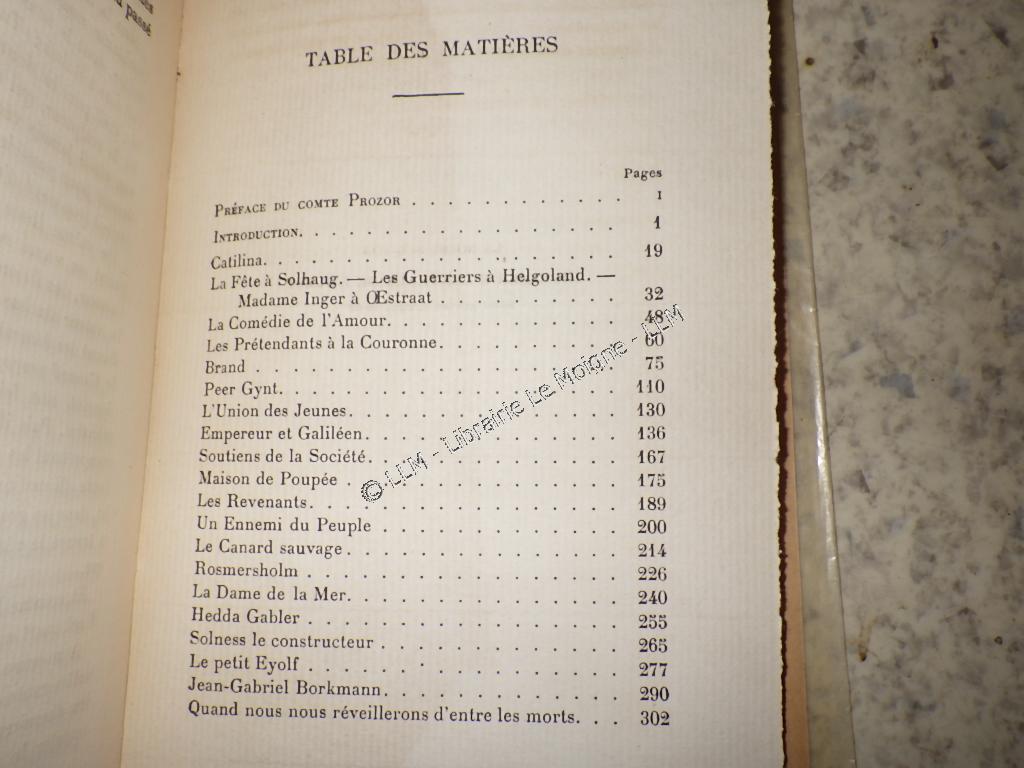 passé
TABLE DES MATIÈRES
Pages
PRÉFACE DU COMTE PROZOR . . . . . . . . . . . . I
INTRODUCTION. . . . . . . . . . . . . . . . 1
Catilina. . . . . . . . . . . . . . . . . . 19
La Fête à Solhaug. — Les Guerriers à Helgoland. —
Madame Inger à Œstraat . . . . . . . . . 32
La Comédie de l'Amour. . . . . . . . . . . . 48
Les Prétendants à la Couronne. . . . . . . . . 60
Brand . . . . . . . . . . . . . . . . . . 75
Peer Gynt. . . . . . . . . . . . . . . . . 110
L'Union des Jeunes. . . . . . . . . . . . . . 130
Empereur et Galiléen. . . . . . . . . . . . . 136
Soutiens de la Société. . . . . . . . . . . . . 167
Maison de Poupée . . . . . . . . . . . . . . 175
Les Revenants. . . . . . . . . . . . . . . . 189
Un Ennemi du Peuple . . . . . . . . . . . . 200
Le Canard sauvage . . . . . . . . . . . . . . 214
Rosmersholm . . . . . . . . . . . . . . . . 226
La Dame de la Mer. . . . . . . . . . . . . . 240
Hedda Gabler . . . . . . . . . . . . . . . . 255
Solness le constructeur . . . . . . . . . . . . 265
Le petit Eyolf . . . . . . . . . . . . . . . . 277
Jean-Gabriel Borkmann. . . . . . . . . . . . . 290
Quand nous nous réveillerons d'entre les morts. . . 302
© LLM - Librairie Le Moigne - LLM